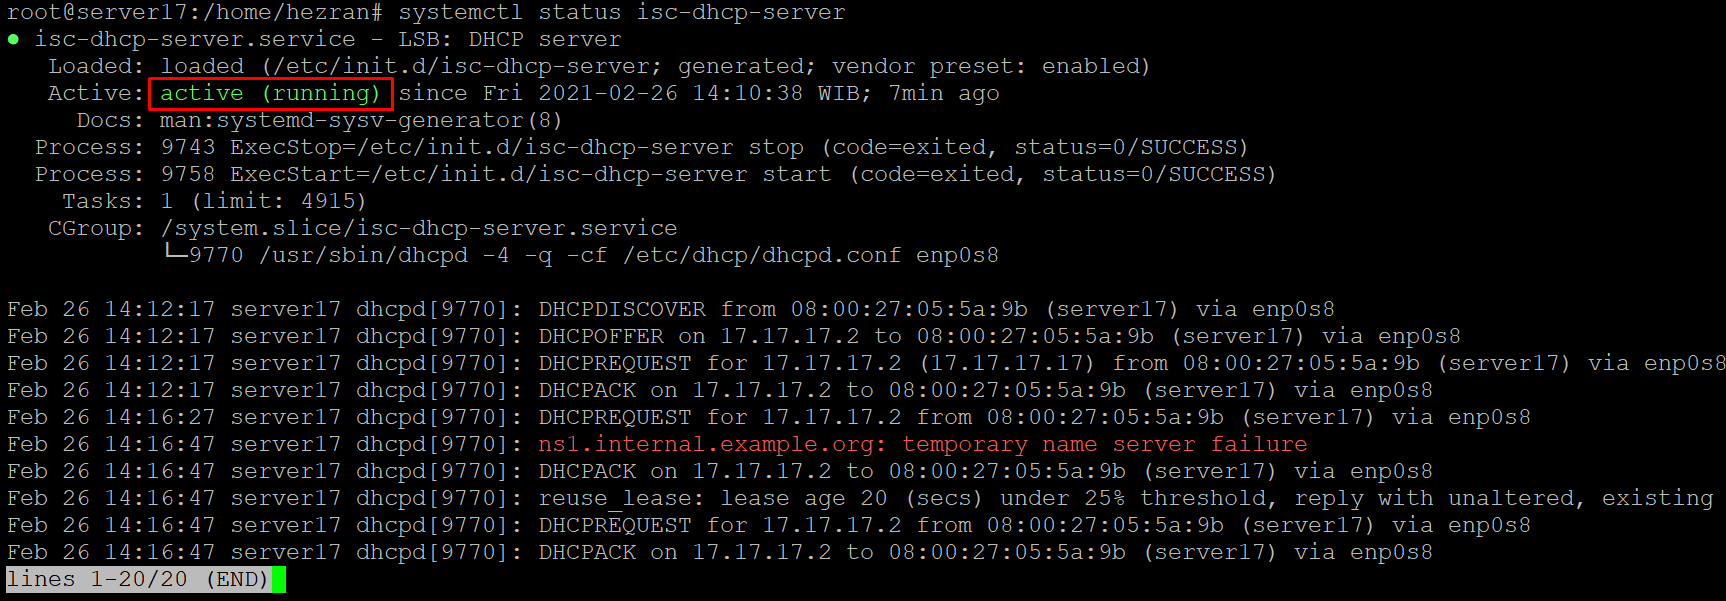 root@server17:/home/hezran# systemctl status isc-dhcp-server
● isc-dhcp-server.service - LSB: DHCP server
   Loaded: loaded (/etc/init.d/isc-dhcp-server; generated; vendor preset: enabled)
   Active: active (running) since Fri 2021-02-26 14:10:38 WIB; 7min ago
     Docs: man:systemd-sysv-generator(8)
  Process: 9743 ExecStop=/etc/init.d/isc-dhcp-server stop (code=exited, status=0/SUCCESS)
  Process: 9758 ExecStart=/etc/init.d/isc-dhcp-server start (code=exited, status=0/SUCCESS)
    Tasks: 1 (limit: 4915)
   CGroup: /system.slice/isc-dhcp-server.service
           └─9770 /usr/sbin/dhcpd -4 -q -cf /etc/dhcp/dhcpd.conf enp0s8

Feb 26 14:12:17 server17 dhcpd[9770]: DHCPDISCOVER from 08:00:27:05:5a:9b (server17) via enp0s8
Feb 26 14:12:17 server17 dhcpd[9770]: DHCPOFFER on 17.17.17.2 to 08:00:27:05:5a:9b (server17) via enp0s8
Feb 26 14:12:17 server17 dhcpd[9770]: DHCPREQUEST for 17.17.17.2 (17.17.17.17) from 08:00:27:05:5a:9b (server17) via enp0s8
Feb 26 14:12:17 server17 dhcpd[9770]: DHCPACK on 17.17.17.2 to 08:00:27:05:5a:9b (server17) via enp0s8
Feb 26 14:16:27 server17 dhcpd[9770]: DHCPREQUEST for 17.17.17.2 from 08:00:27:05:5a:9b (server17) via enp0s8
Feb 26 14:16:47 server17 dhcpd[9770]: ns1.internal.example.org: temporary name server failure
Feb 26 14:16:47 server17 dhcpd[9770]: DHCPACK on 17.17.17.2 to 08:00:27:05:5a:9b (server17) via enp0s8
Feb 26 14:16:47 server17 dhcpd[9770]: reuse_lease: lease age 20 (secs) under 25% threshold, reply with unaltered, existing
Feb 26 14:16:47 server17 dhcpd[9770]: DHCPREQUEST for 17.17.17.2 from 08:00:27:05:5a:9b (server17) via enp0s8
Feb 26 14:16:47 server17 dhcpd[9770]: DHCPACK on 17.17.17.2 to 08:00:27:05:5a:9b (server17) via enp0s8
lines 1-20/20 (END)